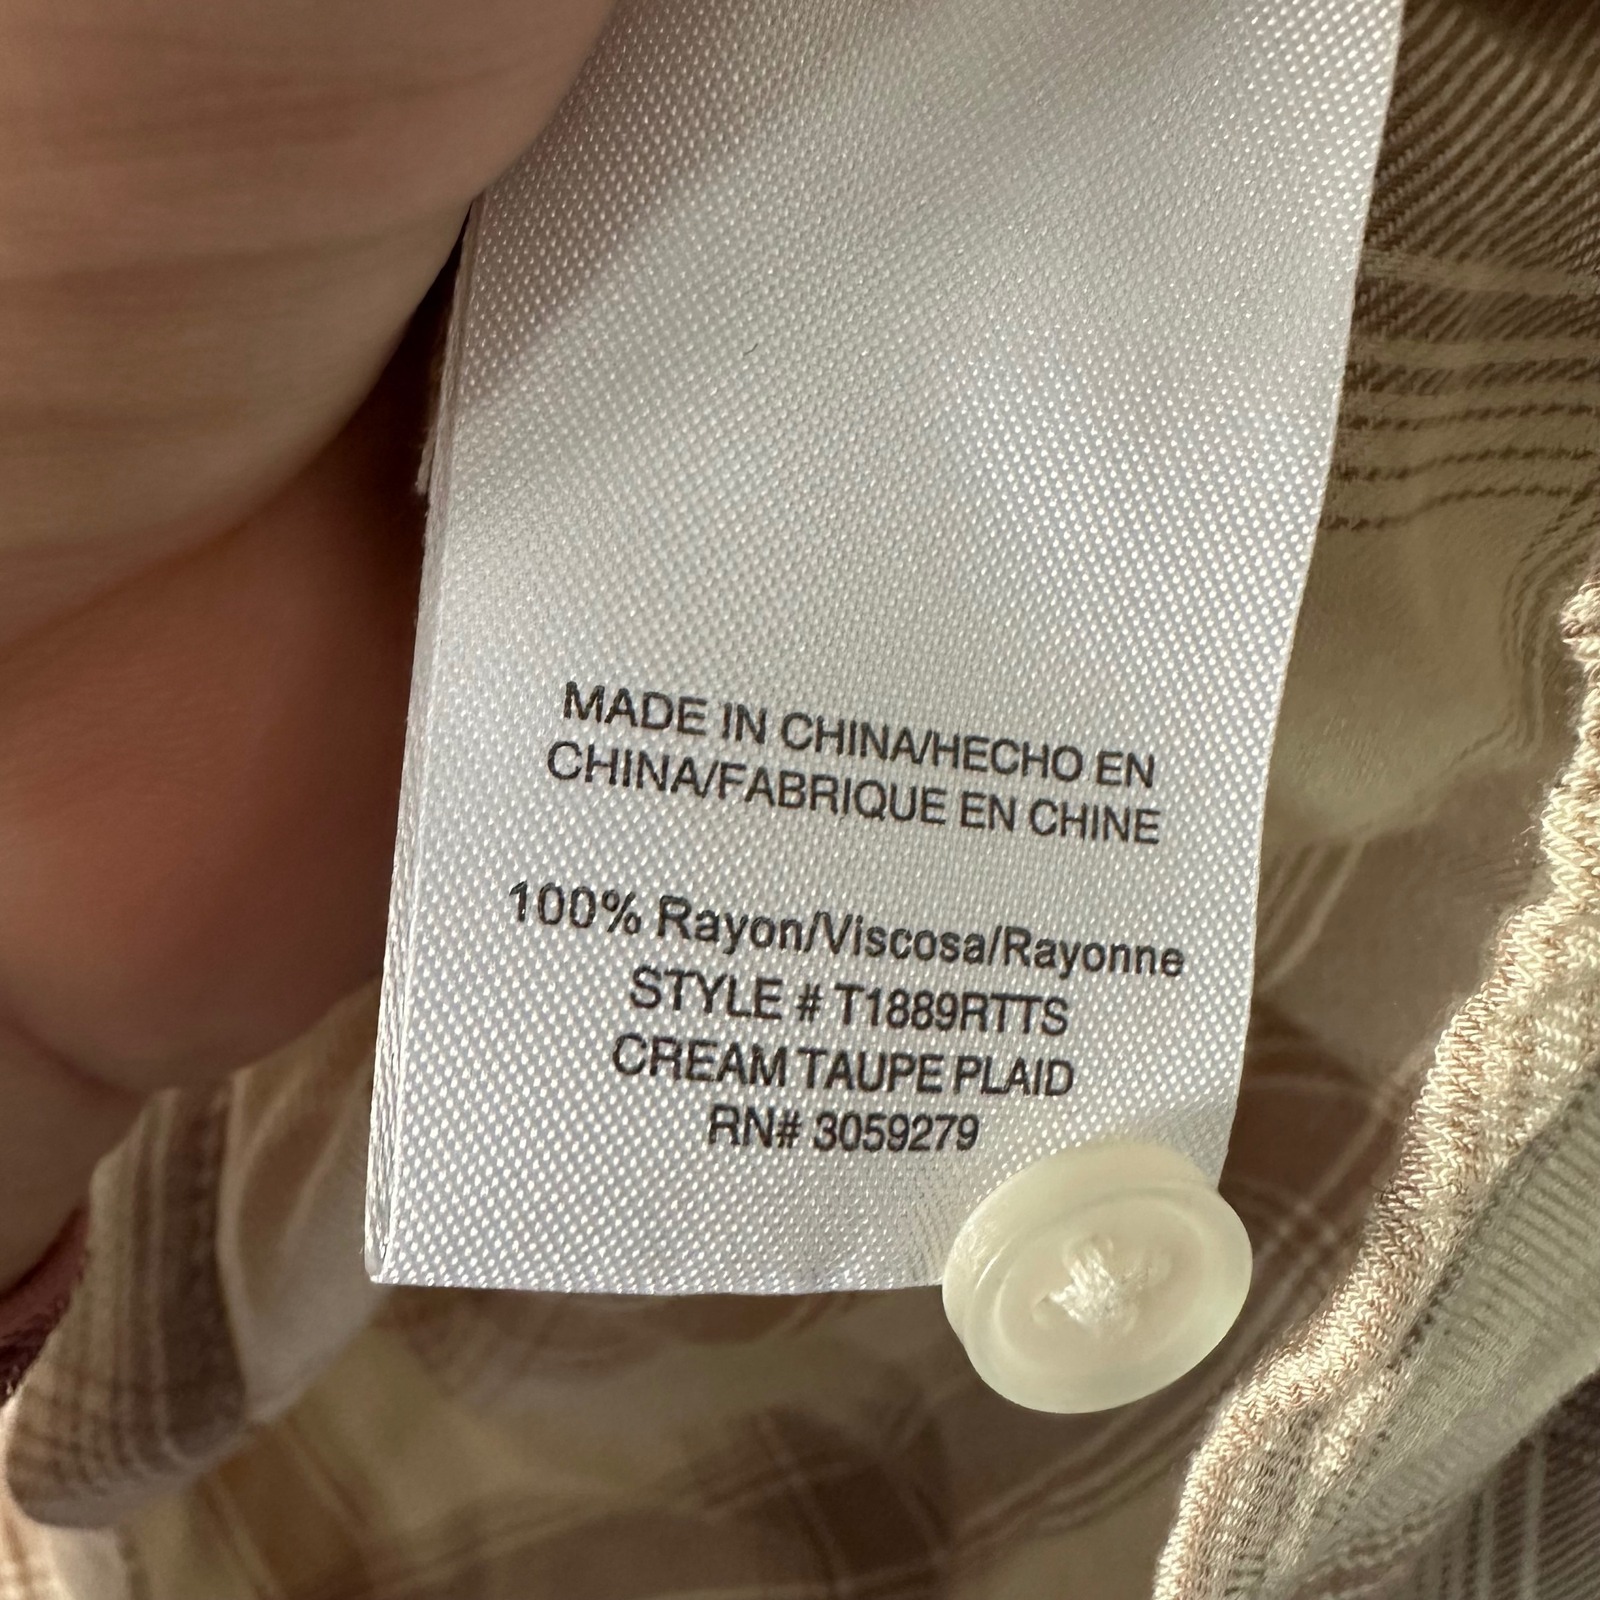 MADE IN CHINA/HECHO EN
CHINA/FABRIQUE EN CHINE
100% Rayon/Viscosa/Rayonne
STYLE # T1889RTTS
CREAM TAUPE PLAID
RN# 3059279